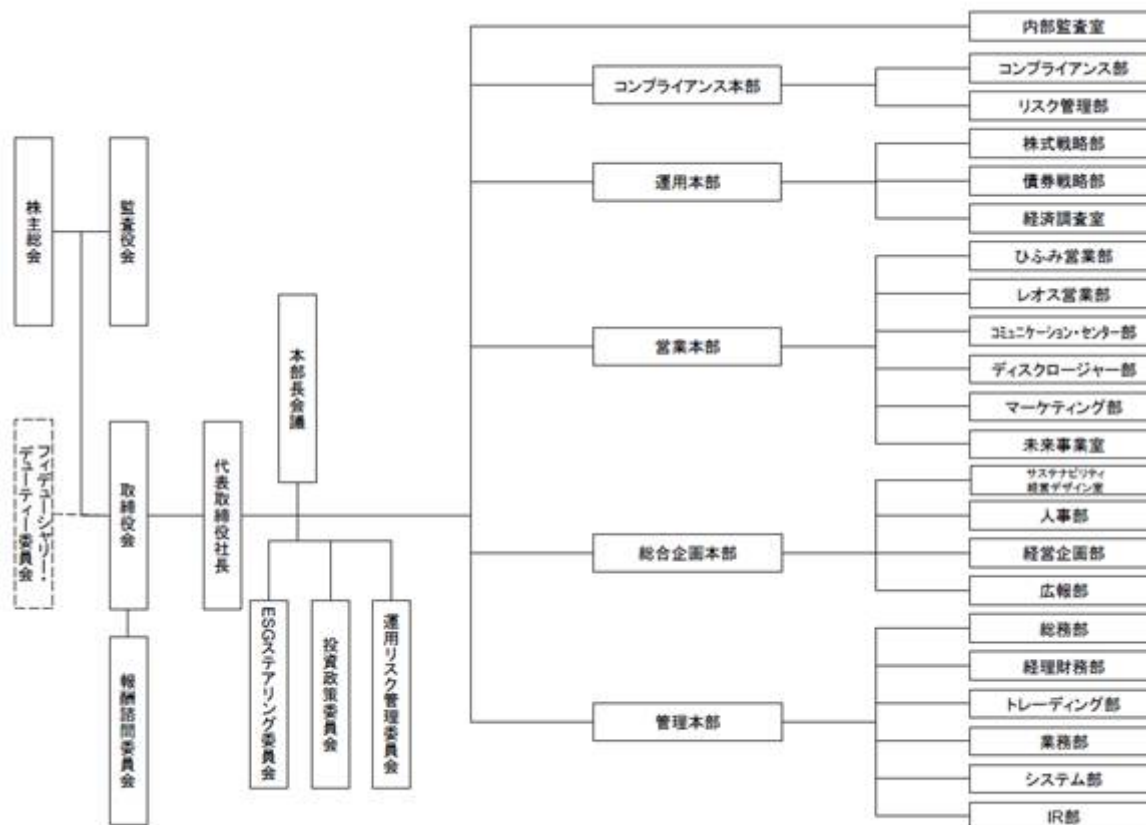 株主総会
監査役会
フィデューシャリー・
デューティー委員会
取締役会
報酬諮問委員会
代表取締役社長
本部長会議
ESGステアリング委員会
投資政策委員会
運用リスク管理委員会
内部監査室
コンプライアンス本部
コンプライアンス部
リスク管理部
運用本部
株式戦略部
債券戦略部
経済調査室
営業本部
ひふみ営業部
レオス営業部
コミュニケーション・センター部
ディスクロージャー部
マーケティング部
未来事業室
総合企画本部
サステナビリティ
経営デザイン室
人事部
経営企画部
広報部
管理本部
総務部
経理財務部
トレーディング部
業務部
システム部
IR部